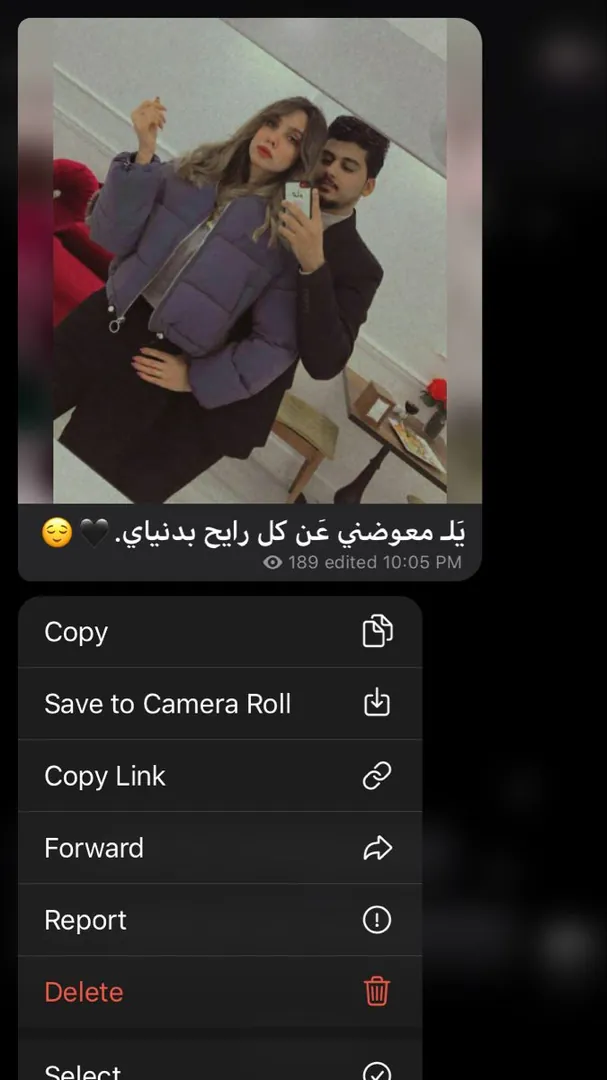 يَلـ معوضني عَن كل رايح بدنياي. 🖤😌
189 edited 10:05 PM
Copy
Save to Camera Roll
Copy Link
Forward
Report
Delete
Select